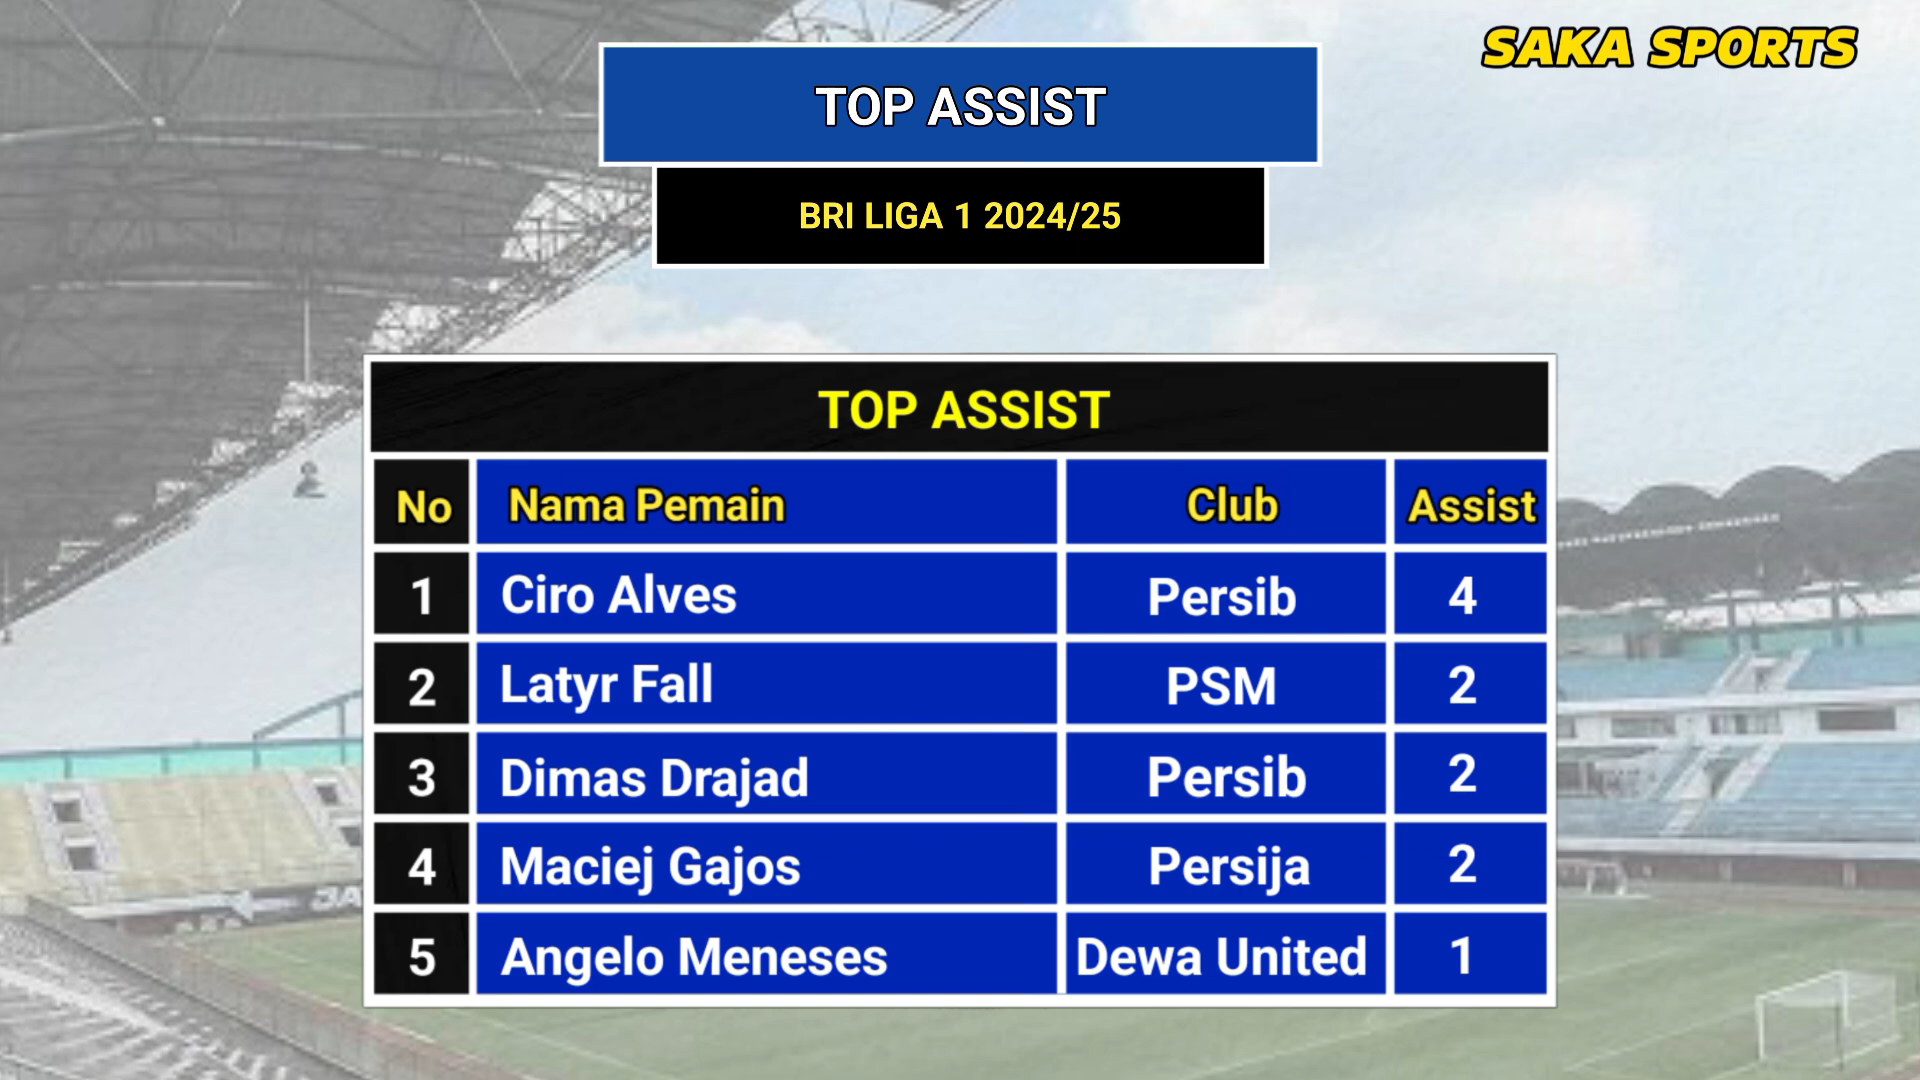 SAKA SPORTS
TOP ASSIST
BRI LIGA 1 2024/25
TOP ASSIST
No Nama Pemain Club Assist
1 Ciro Alves Persib 4
2 Latyr Fall PSM 2
3 Dimas Drajad Persib 2
4 Maciej Gajos Persija 2
5 Angelo Meneses Dewa United 1